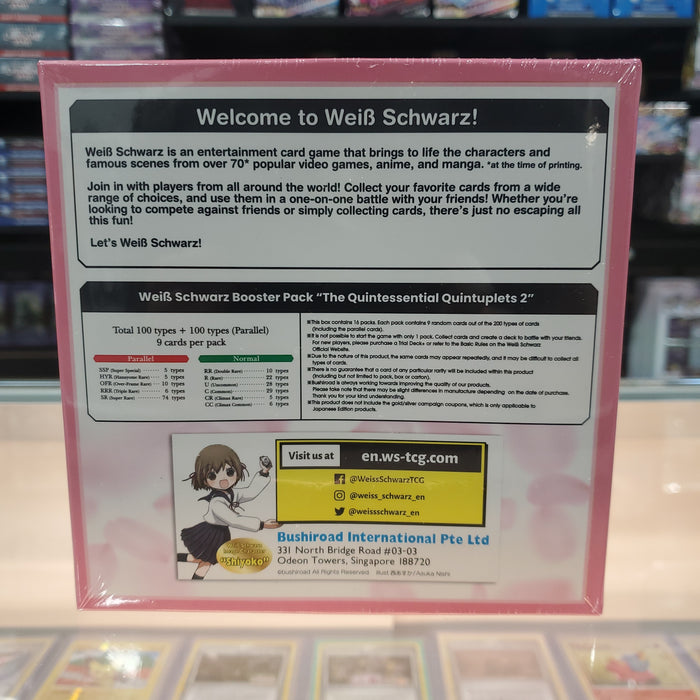 Welcome to Weiß Schwarz!
Weiß Schwarz is an entertainment card game that brings to life the characters and
famous scenes from over 70* popular video games, anime, and manga. *at the time of printing.
Join in with players from all around the world! Collect your favorite cards from a wide
range of choices, and use them in a one-on-one battle with your friends! Whether you're
looking to compete against friends or simply collecting cards, there's just no escaping all
this fun!
Let's Weiß Schwarz!
Weiß Schwarz Booster Pack "The Quintessential Quintuplets 2"
Total 100 types + 100 types (Parallel)
9 cards per pack
Parallel
SSP (Super Special) ···· 5 types
HYR (Hanayome Rare) ···· 5 types
OFR (Over-Frame Rare) ···· 10 types
RRR (Triple Rare) ········ 6 types
SR (Super Rare) ········ 74 types
Normal
RR (Double Rare) ········ 10 types
R (Rare) ················ 22 types
U (Uncommon) ········ 28 types
C (Common) ·········· 29 types
CR (Climax Rare) ······ 5 types
CC (Climax Common) ···· 6 types
■This box contains 16 packs. Each pack contains 9 random cards out of the 200 types of cards
(including the parallel cards).
■It is not possible to start the game with only 1 pack. Collect cards and create a deck to battle with your friends.
For new players, please purchase a Trial Deck+ or refer to the Basic Rules on the Weiß Schwarz
Official Website.
■Due to the nature of this product, the same cards may appear repeatedly, and it may be difficult to collect all
types of cards.
■There is no guarantee that a card of any particular rarity will be included within this product
(including but not limited to pack, box or carton).
■Bushiroad is always working towards improving the quality of our products.
Please take note that there may be slight differences in manufacture depending on the date of purchase.
Thank you for your kind understanding.
■This product does not include the gold/silver campaign coupons, which is only applicable to
Japanese Edition products.
Visit us at en.ws-tcg.com
@WeissSchwarzTCG
@weiss_schwarz_en
@weissschwarz_en
Weiß Schwarz
Image Character
"Shiyoko"
Bushiroad International Pte Ltd
331 North Bridge Road #03-03
Odeon Towers, Singapore 188720
©bushiroad All Rights Reserved.